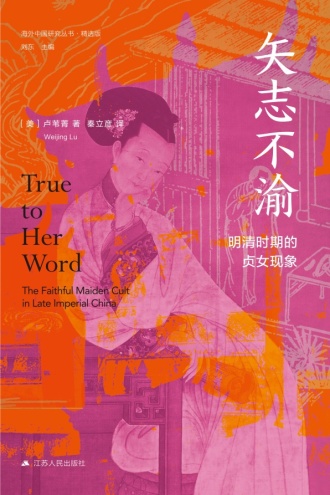 海外中国研究丛书·精选版
刘东 主编
[美] 卢苇菁 著 秦立彦 译
Weijing Lu
矢志不渝
明清时期的
贞女现象
True
to
Her
Word
The Faithful Maiden Cult
in Late Imperial China
江苏人民出版社